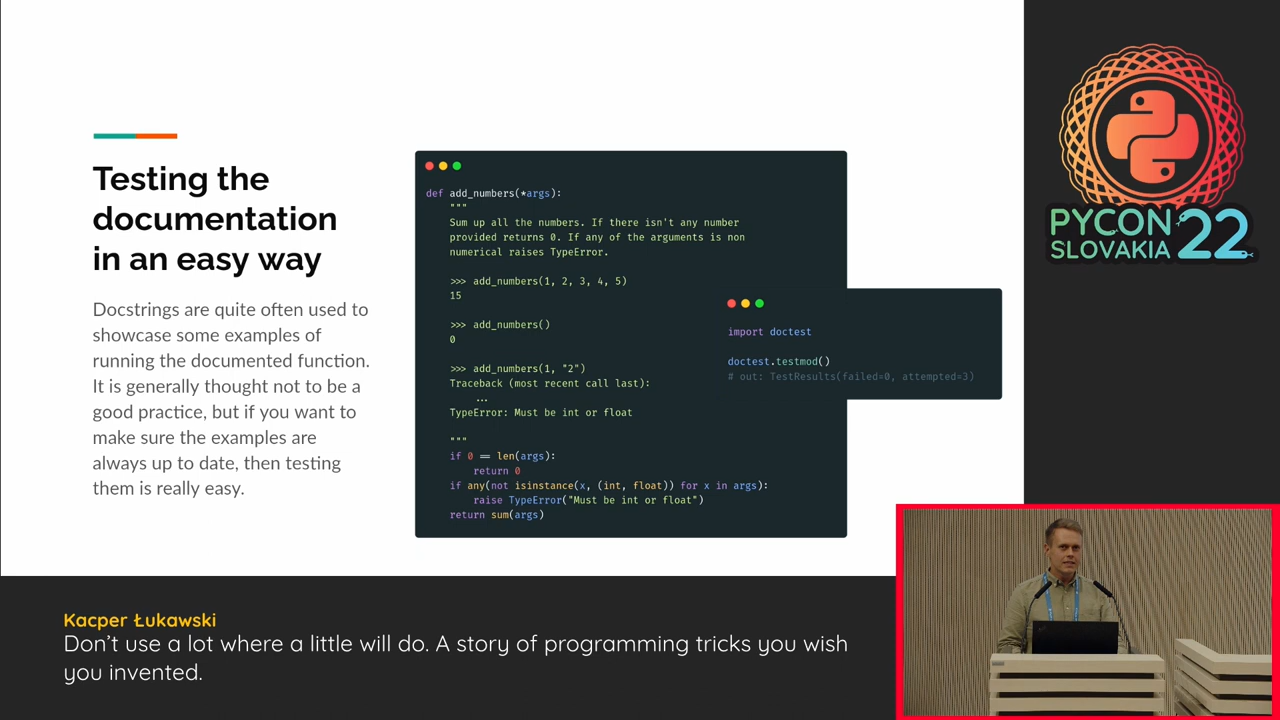 Testing the
documentation
in an easy way
Docstrings are quite often used to
showcase some examples of
running the documented function.
It is generally thought not to be a
good practice, but if you want to
make sure the examples are
always up to date, then testing
them is really easy.
def add_numbers(*args):
"""
Sum up all the numbers. If there isn't any number
provided returns 0. If any of the arguments is non
numerical raises TypeError.
>>> add_numbers(1, 2, 3, 4, 5)
15
>>> add_numbers()
0
>>> add_numbers(1, "2")
Traceback (most recent call last):
...
TypeError: Must be int or float
"""
if 0 == len(args):
return 0
if any(not isinstance(x, (int, float)) for x in args):
raise TypeError("Must be int or float")
return sum(args)
import doctest
doctest.testmod()
# out: TestResults(failed=0, attempted=3)
PYCON
SLOVAKIA 22
Kacper Łukawski
Don't use a lot where a little will do. A story of programming tricks you wish
you invented.